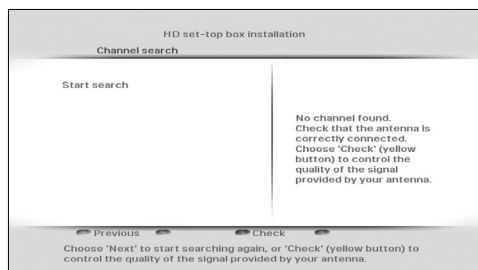 HD set-top box installation
Channel search
Start search
No channel found.
Check that the antenna is
correctly connected.
Choose 'Check' (yellow
button) to control the
quality of the signal
provided by your antenna.
Previous Check
Choose 'Next' to start searching again, or 'Check' (yellow button) to
control the quality of the signal provided by your antenna.